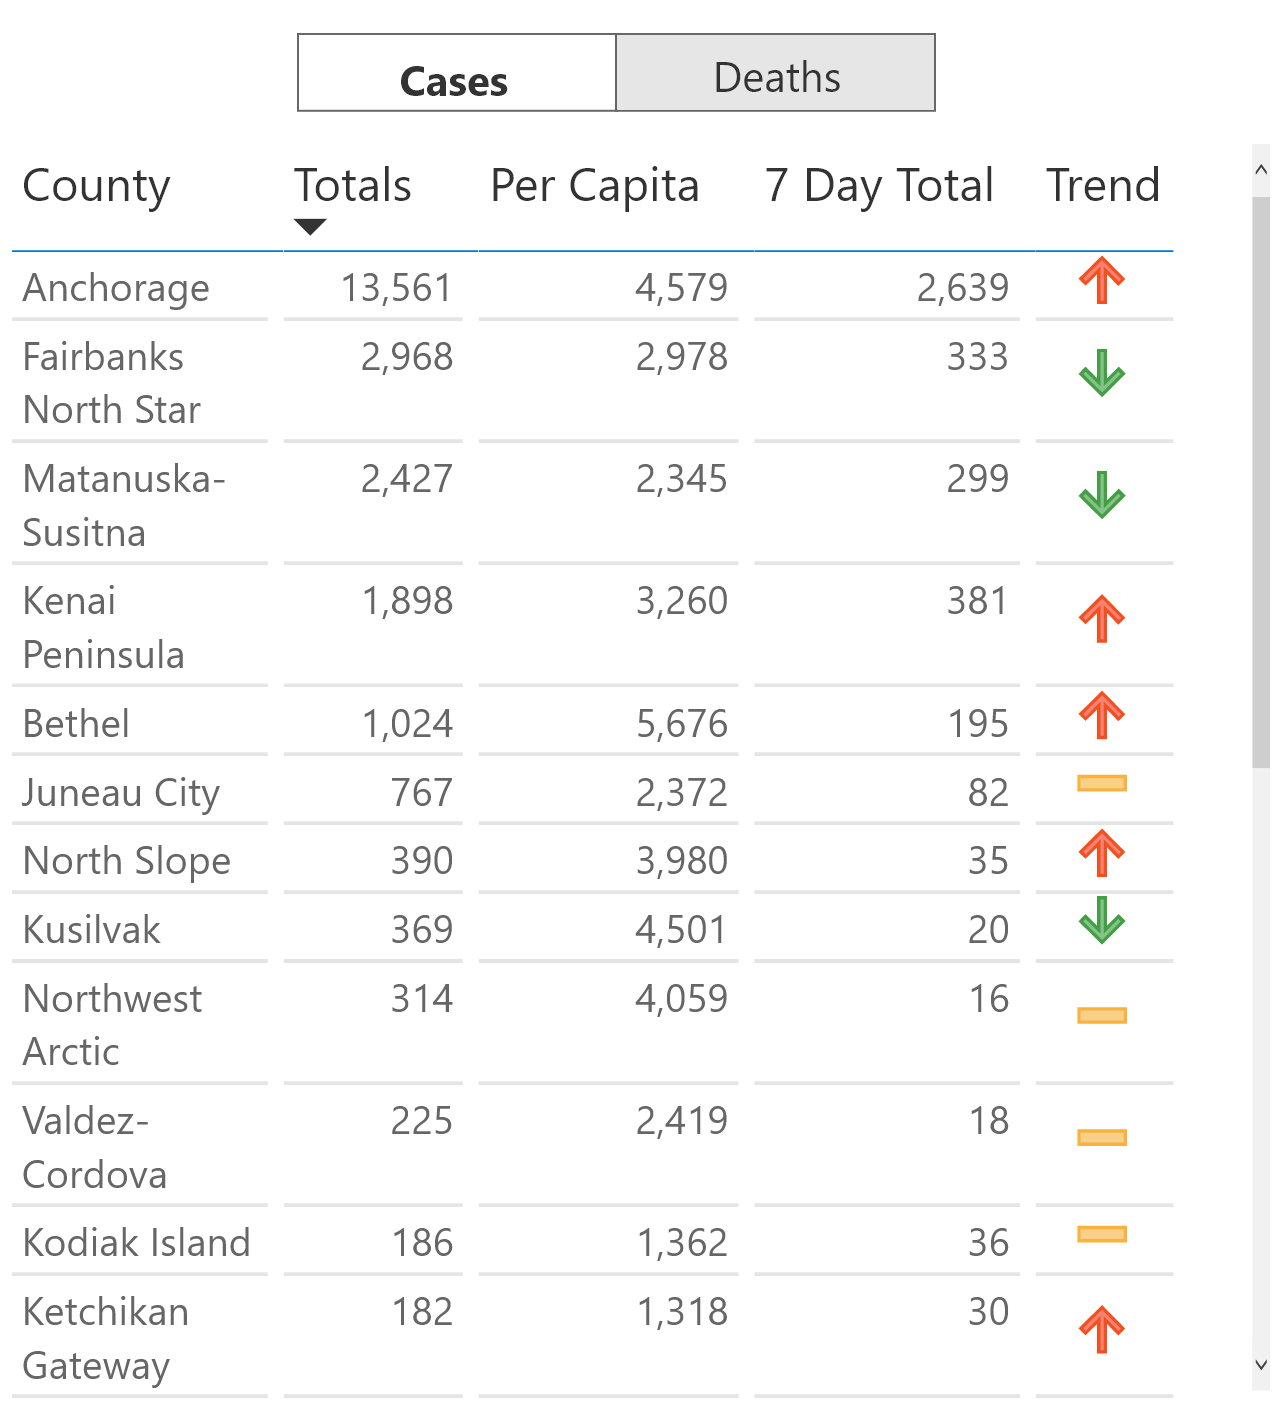 Cases Deaths
County Totals Per Capita 7 Day Total Trend
Anchorage 13,561 4,579 2,639
Fairbanks 2,968 2,978 333
North Star
Matanuska- 2,427 2,345 299
Susitna
Kenai 1,898 3,260 381
Peninsula
Bethel 1,024 5,676 195
Juneau City 767 2,372 82
North Slope 390 3,980 35
Kusilvak 369 4,501 20
Northwest 314 4,059 16
Arctic
Valdez- 225 2,419 18
Cordova
Kodiak Island 186 1,362 36
Ketchikan 182 1,318 30
Gateway